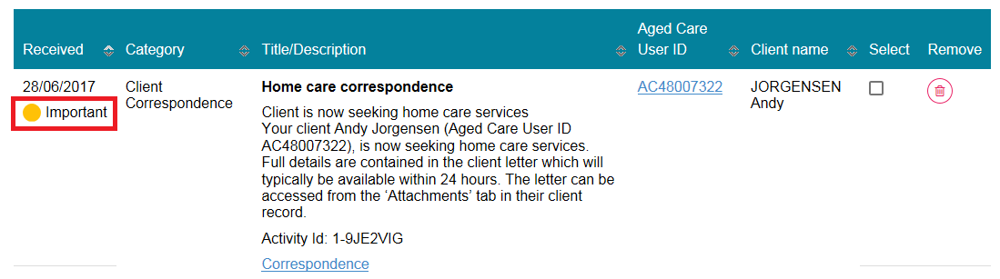 Received
Category
Title/Description
Aged Care
User ID
Client name
Select
Remove
28/06/2017
Important
Client
Correspondence
Home care correspondence
Client is now seeking home care services
Your client Andy Jorgensen (Aged Care User ID
AC48007322), is now seeking home care services.
Full details are contained in the client letter which will
typically be available within 24 hours. The letter can be
accessed from the ‘Attachments’ tab in their client
record.
Activity Id: 1-9JE2VIG
Correspondence
AC48007322
JORGENSEN
Andy